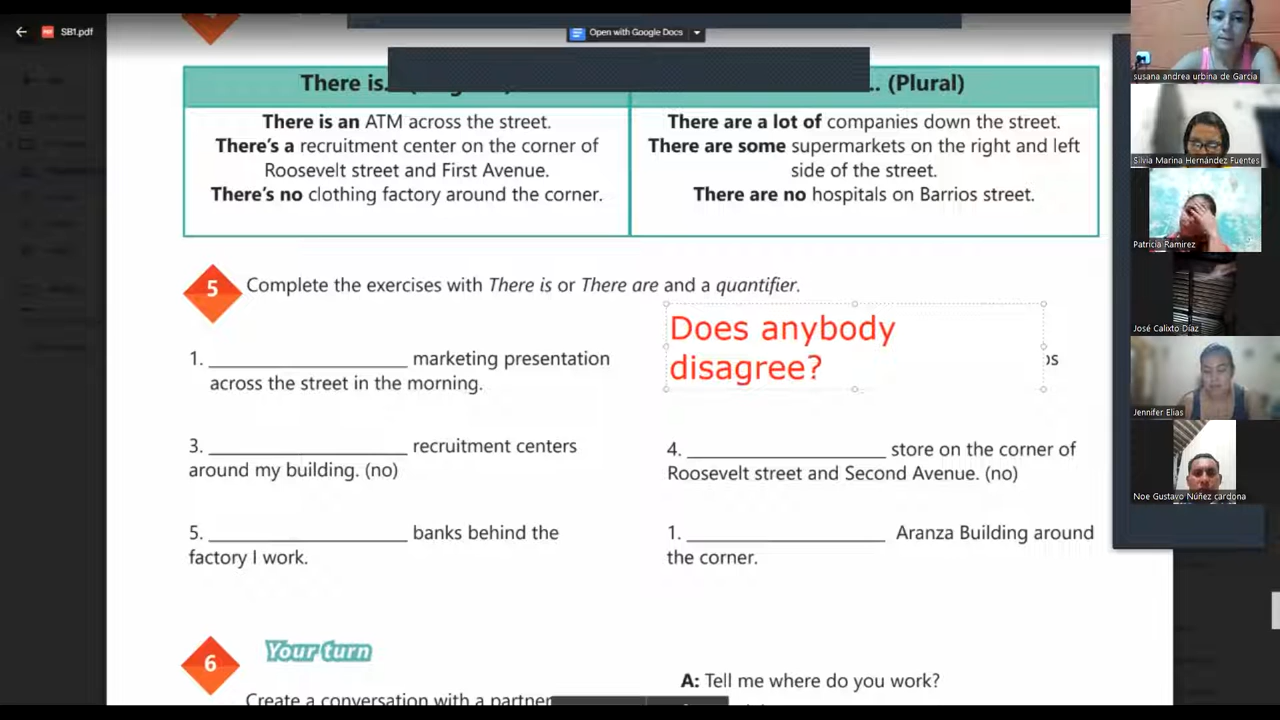 SB1.pdf
Open with Google Docs
There is.
.. (Plural)
There is an ATM across the street.
There's a recruitment center on the corner of
Roosevelt street and First Avenue.
There's no clothing factory around the corner.
There are a lot of companies down the street.
There are some supermarkets on the right and left
side of the street.
There are no hospitals on Barrios street.
5 Complete the exercises with There is or There are and a quantifier.
Does anybody
disagree?
1. ____________________ marketing presentation
across the street in the morning.
3. ____________________ recruitment centers
around my building. (no)
4. ____________________ store on the corner of
Roosevelt street and Second Avenue. (no)
5. ____________________ banks behind the
factory I work.
1. ____________________ Aranza Building around
the corner.
6 Your turn
Create a conversation with a partner
A: Tell me where do you work?
susana andrea urbina de Garcia
Silvia Marina Hernández Fuentes
Patricia Ramirez
José Calixto Díaz
Jennifer Elias
Noe Gustavo Núñez cardona